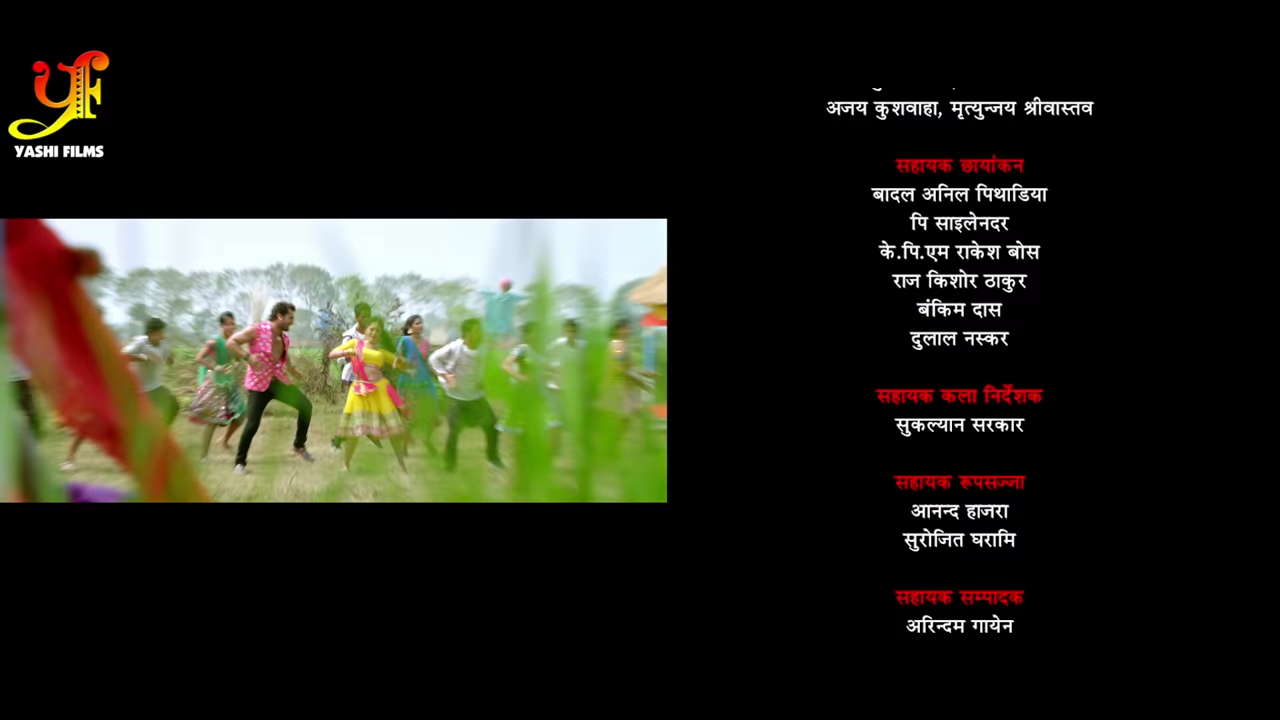 YF
YASHI FILMS
अजय कुशवाहा, मृत्युन्जय श्रीवास्तव
सहायक छायांकन
बादल अनिल पिथाडिया
पि साइलेनदर
के.पि.एम राकेश बोस
राज किशोर ठाकुर
बंकिम दास
दुलाल नस्कर
सहायक कला निर्देशक
सुकल्यान सरकार
सहायक रूपसज्जा
आनन्द हाजरा
सुरोजित घरामि
सहायक सम्पादक
अरिन्दम गायेन